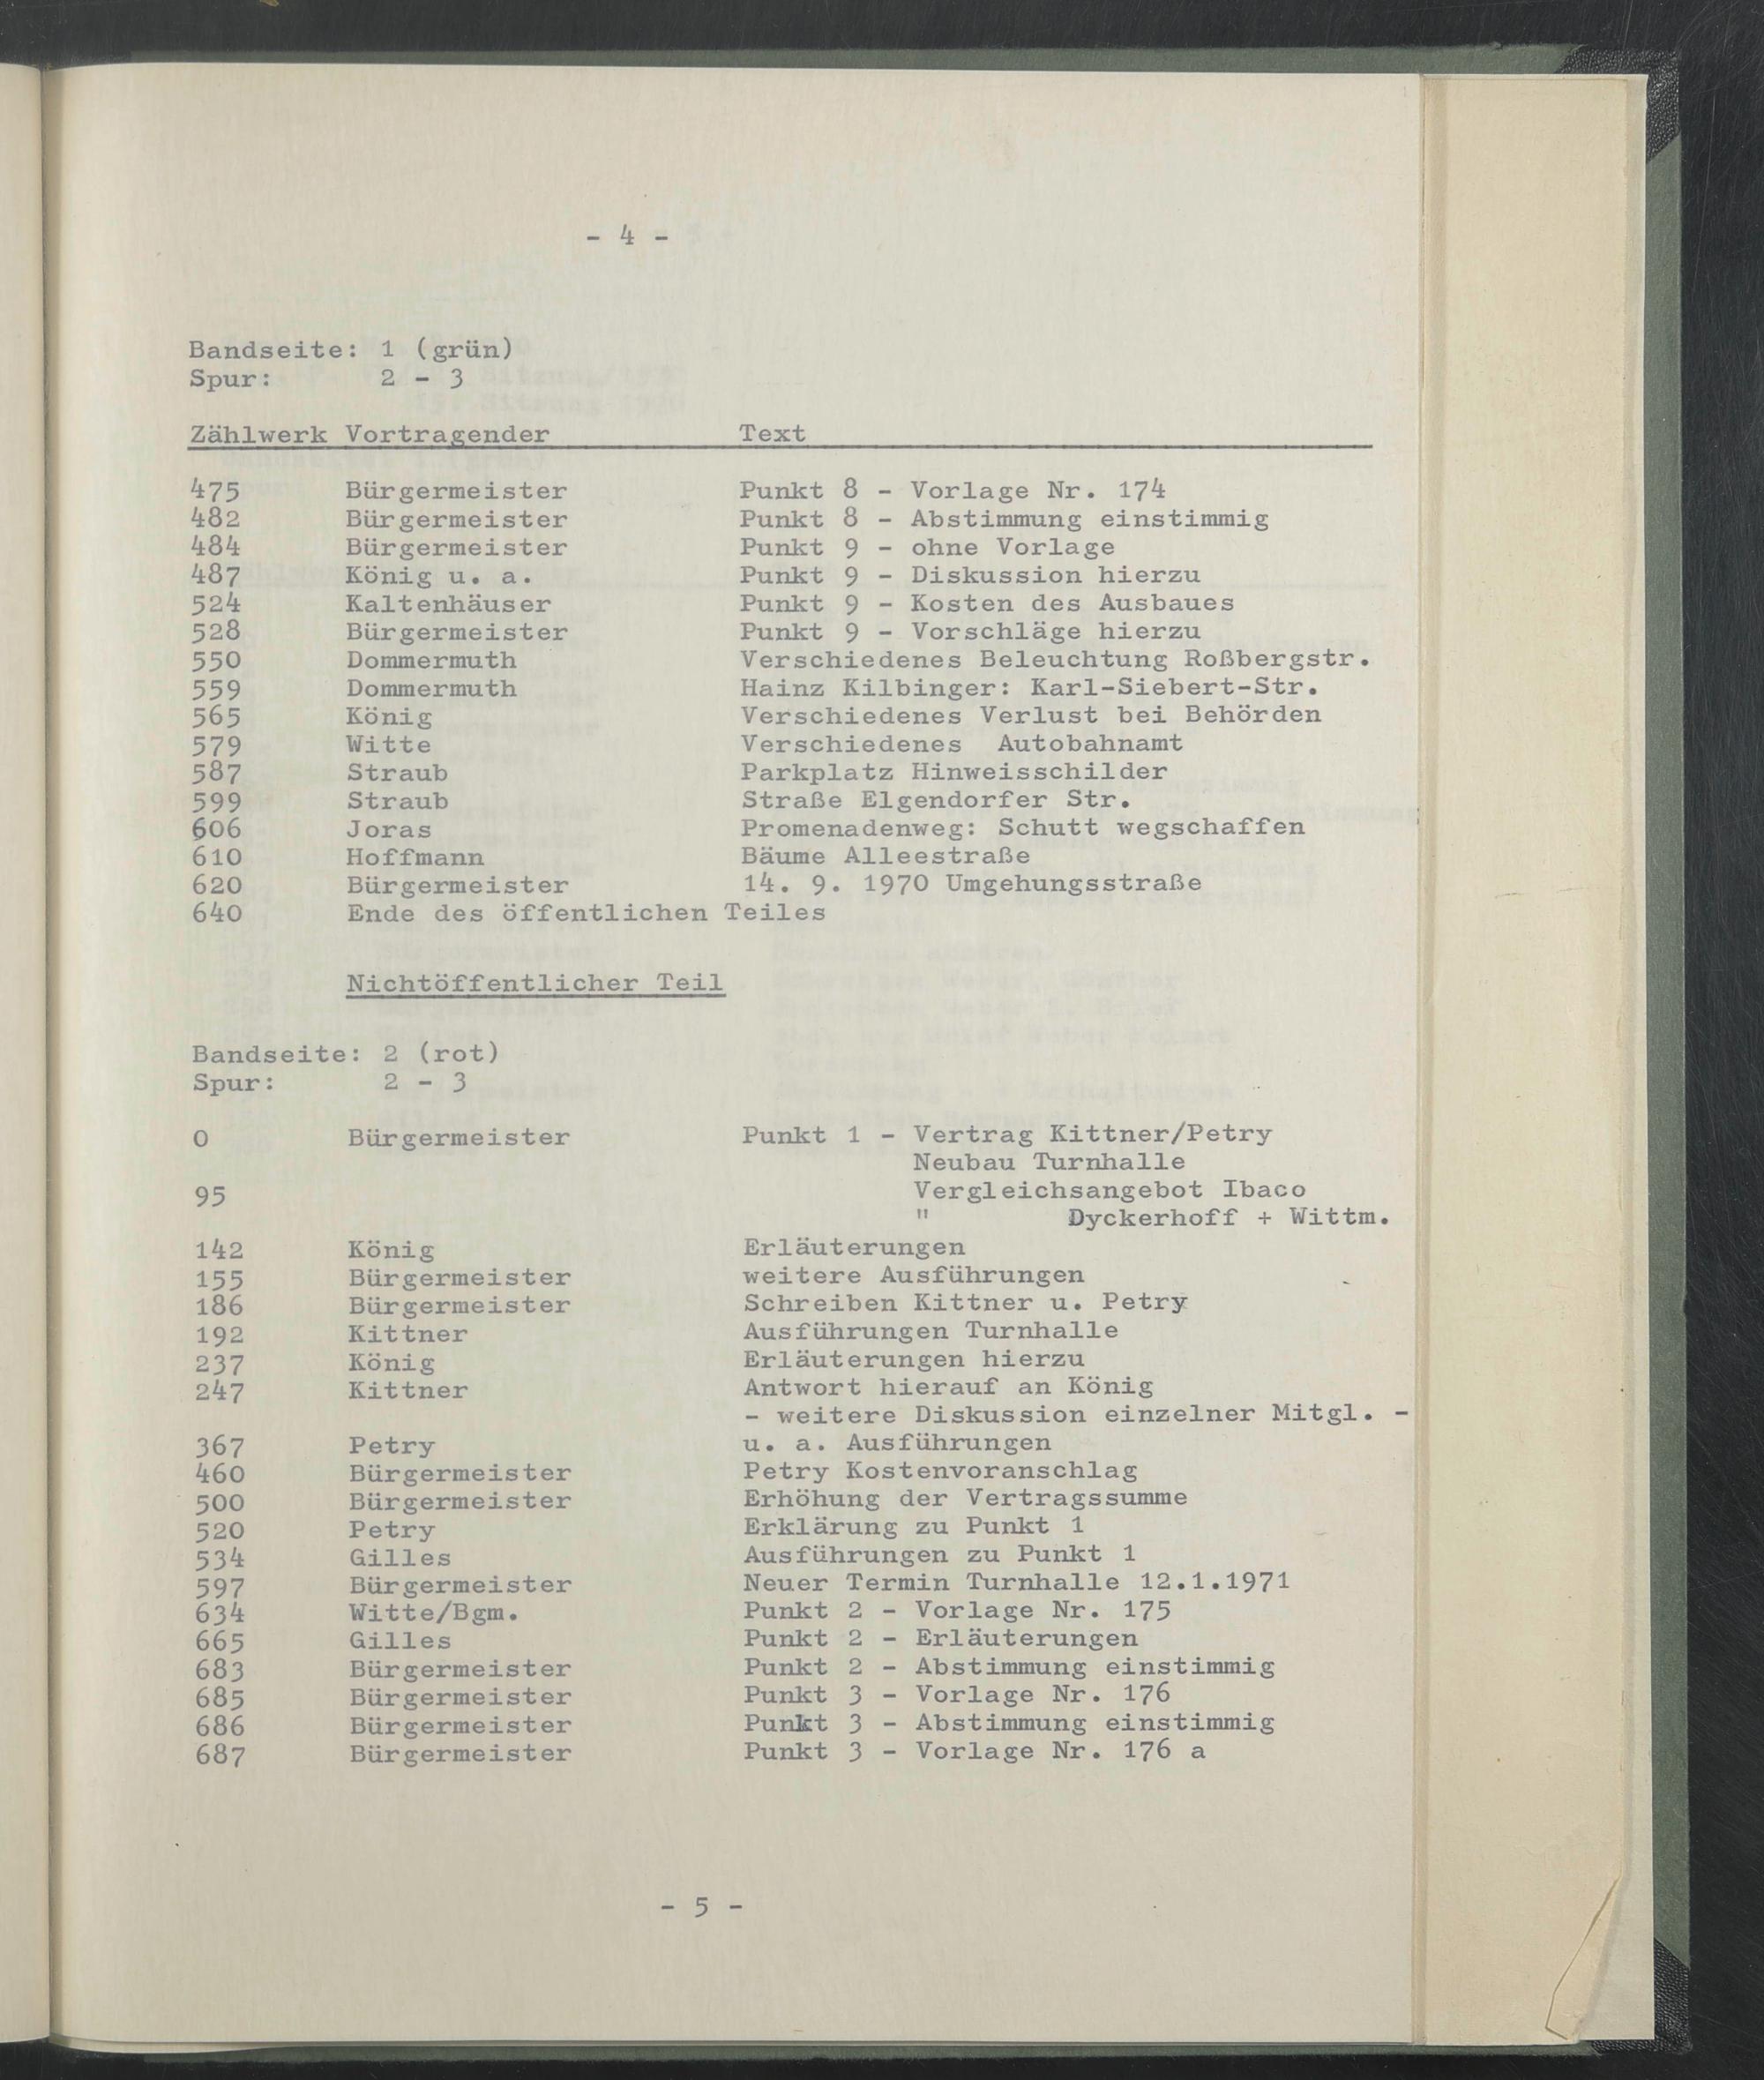 - 4 -
Bandseite: 1 (grün)
Spur: 2 - 3
Zählwerk Vortragender Text
475 Bürgermeister Punkt 8 - Vorlage Nr. 174
482 Bürgermeister Punkt 8 - Abstimmung einstimmig
484 Bürgermeister Punkt 9 - ohne Vorlage
487 König u. a. Punkt 9 - Diskussion hierzu
524 Kaltenhäuser Punkt 9 - Kosten des Ausbaues
528 Bürgermeister Punkt 9 - Vorschläge hierzu
550 Dommermuth Verschiedenes Beleuchtung Roßbergstr.
559 Dommermuth Hainz Kilbinger: Karl-Siebert-Str.
565 König Verschiedenes Verlust bei Behörden
579 Witte Verschiedenes Autobahnamt
587 Straub Parkplatz Hinweisschilder
599 Straub Straße Elgendorfer Str.
606 Joras Promenadenweg: Schutt wegschaffen
610 Hoffmann Bäume Alleestraße
620 Bürgermeister 14. 9. 1970 Umgehungsstraße
640 Ende des öffentlichen Teiles
Nichtöffentlicher Teil
Bandseite: 2 (rot)
Spur: 2 - 3
0 Bürgermeister Punkt 1 - Vertrag Kittner/Petry
Neubau Turnhalle
95 Vergleichsangebot Ibaco
" Dyckerhoff + Wittm.
142 König Erläuterungen
155 Bürgermeister weitere Ausführungen
186 Bürgermeister Schreiben Kittner u. Petry
192 Kittner Ausführungen Turnhalle
237 König Erläuterungen hierzu
247 Kittner Antwort hierauf an König
- weitere Diskussion einzelner Mitgl. -
367 Petry u. a. Ausführungen
460 Bürgermeister Petry Kostenvoranschlag
500 Bürgermeister Erhöhung der Vertragssumme
520 Petry Erklärung zu Punkt 1
534 Gilles Ausführungen zu Punkt 1
597 Bürgermeister Neuer Termin Turnhalle 12.1.1971
634 Witte/Bgm. Punkt 2 - Vorlage Nr. 175
665 Gilles Punkt 2 - Erläuterungen
683 Bürgermeister Punkt 2 - Abstimmung einstimmig
685 Bürgermeister Punkt 3 - Vorlage Nr. 176
686 Bürgermeister Punkt 3 - Abstimmung einstimmig
687 Bürgermeister Punkt 3 - Vorlage Nr. 176 a
- 5 -